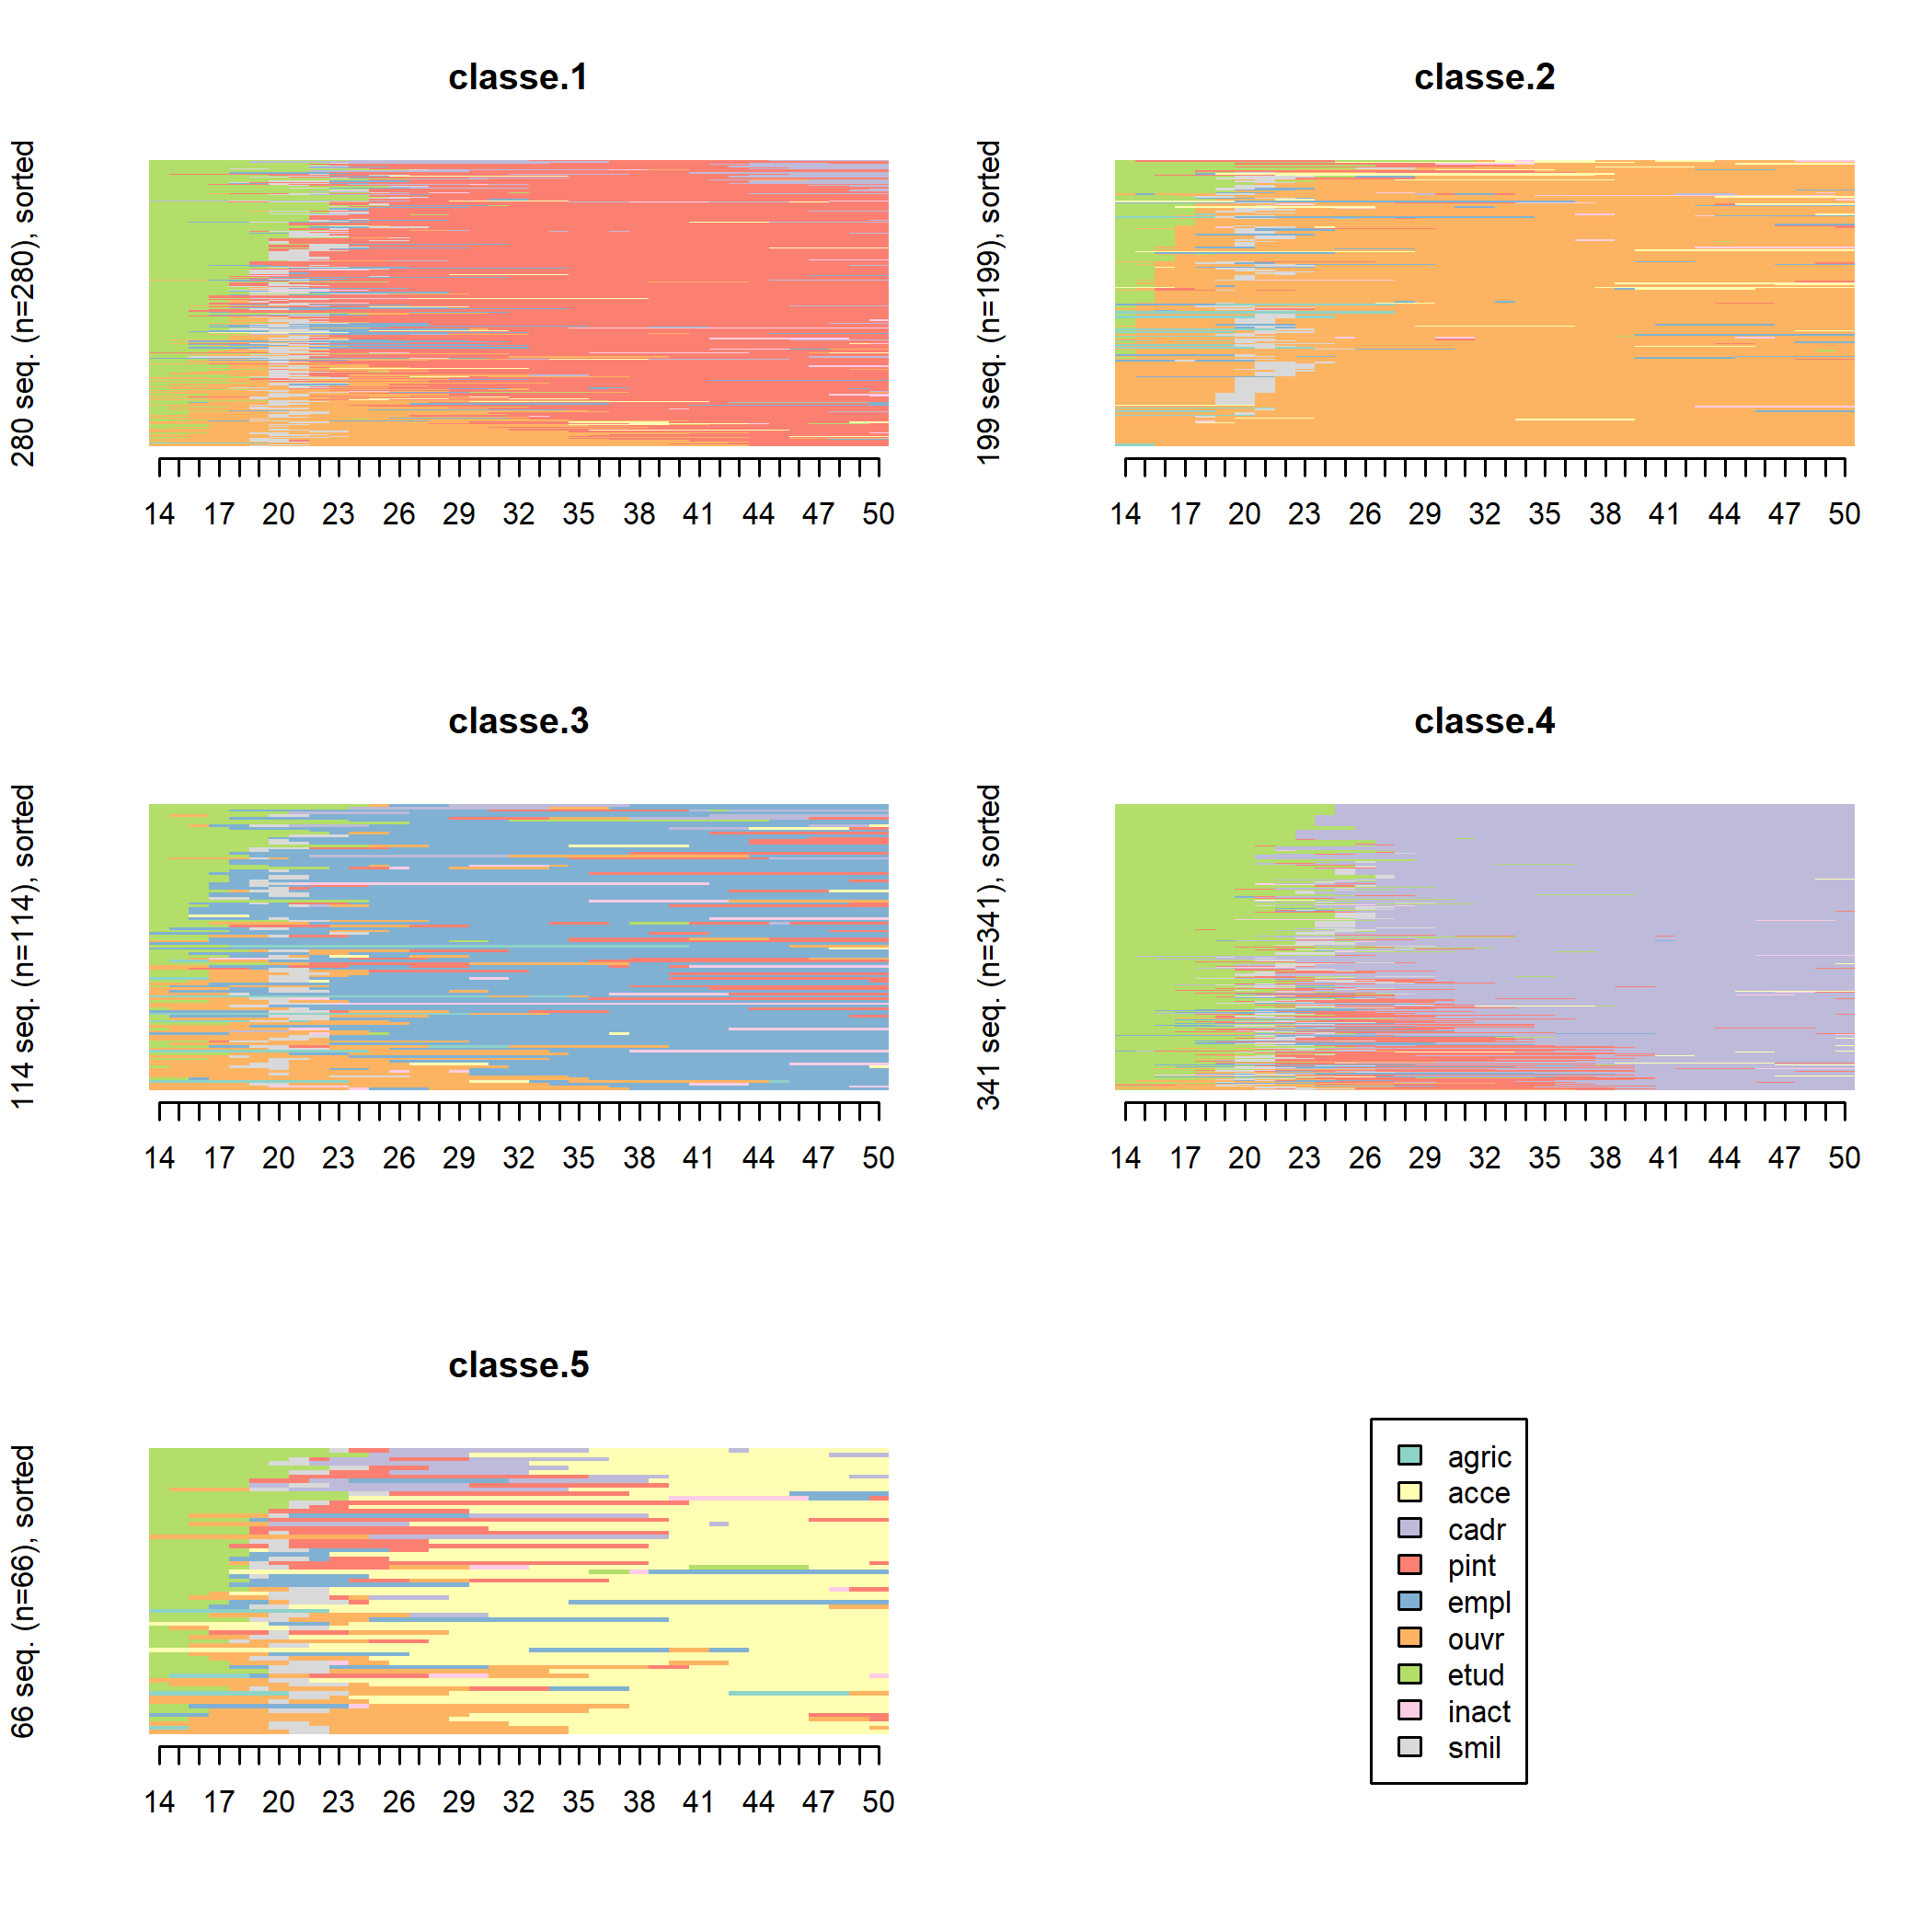 classe.1
280 seq. (n=280), sorted
14 17 20 23 26 29 32 35 38 41 44 47 50
classe.2
199 seq. (n=199), sorted
14 17 20 23 26 29 32 35 38 41 44 47 50
classe.3
114 seq. (n=114), sorted
14 17 20 23 26 29 32 35 38 41 44 47 50
classe.4
341 seq. (n=341), sorted
14 17 20 23 26 29 32 35 38 41 44 47 50
classe.5
66 seq. (n=66), sorted
14 17 20 23 26 29 32 35 38 41 44 47 50
agric
acce
cadr
pint
empl
ouvr
etud
inact
smil